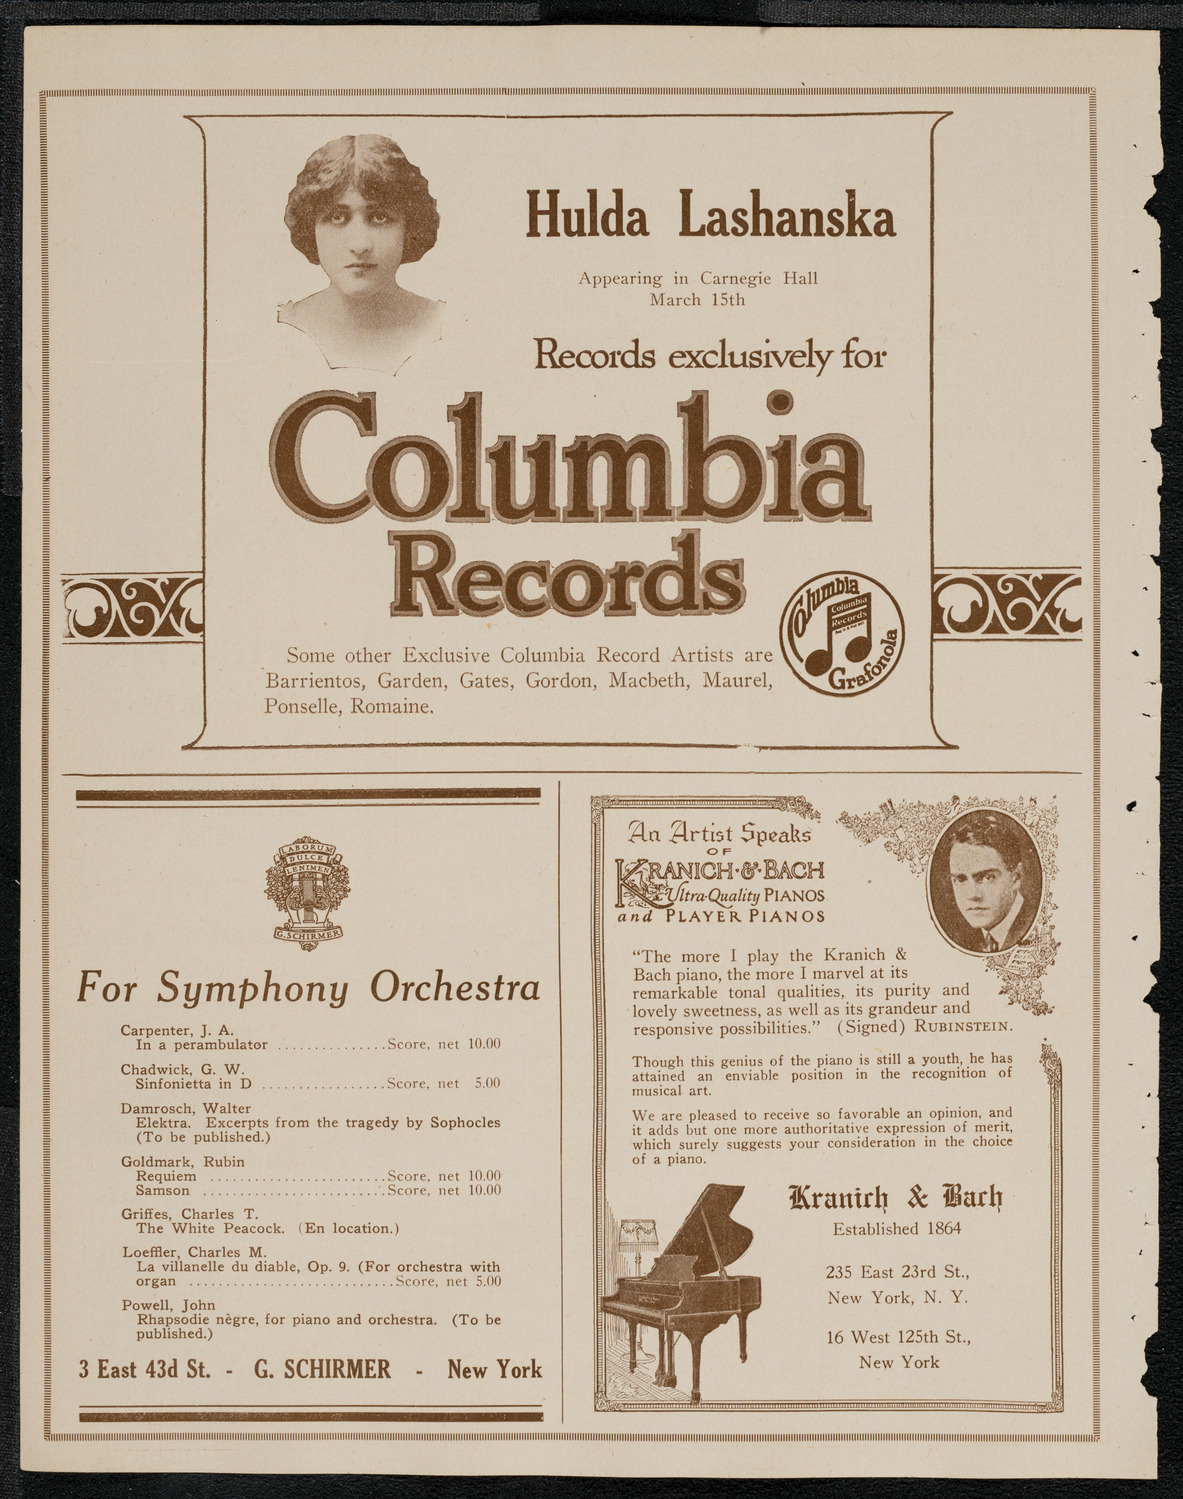 Hulda Lashanska
Appearing in Carnegie Hall
March 15th
Records exclusively for
Columbia
Records
Columbia
Columbia
Records
Grafonola
Some other Exclusive Columbia Record Artists are
Barrientos, Garden, Gates, Gordon, Macbeth, Maurel,
Ponselle, Romaine.
LABORUM
DULCE
LENIMEN
G. SCHIRMER
For Symphony Orchestra
Carpenter, J. A.
In a perambulator ...............Score, net 10.00
Chadwick, G. W.
Sinfonietta in D .................Score, net 5.00
Damrosch, Walter
Elektra. Excerpts from the tragedy by Sophocles
(To be published.)
Goldmark, Rubin
Requiem ........................Score, net 10.00
Samson .........................Score, net 10.00
Griffes, Charles T.
The White Peacock. (En location.)
Loeffler, Charles M.
La villanelle du diable, Op. 9. (For orchestra with
organ ............................Score, net 5.00
Powell, John
Rhapsodie nègre, for piano and orchestra. (To be
published.)
3 East 43d St. - G. SCHIRMER - New York
An Artist Speaks
OF
KRANICH·&·BACH
Ultra-Quality PIANOS
and PLAYER PIANOS
"The more I play the Kranich &
Bach piano, the more I marvel at its
remarkable tonal qualities, its purity and
lovely sweetness, as well as its grandeur and
responsive possibilities." (Signed) RUBINSTEIN.
Though this genius of the piano is still a youth, he has
attained an enviable position in the recognition of
musical art.
We are pleased to receive so favorable an opinion, and
it adds but one more authoritative expression of merit,
which surely suggests your consideration in the choice
of a piano.
Kranich & Bach
Established 1864
235 East 23rd St.,
New York, N. Y.
16 West 125th St.,
New York